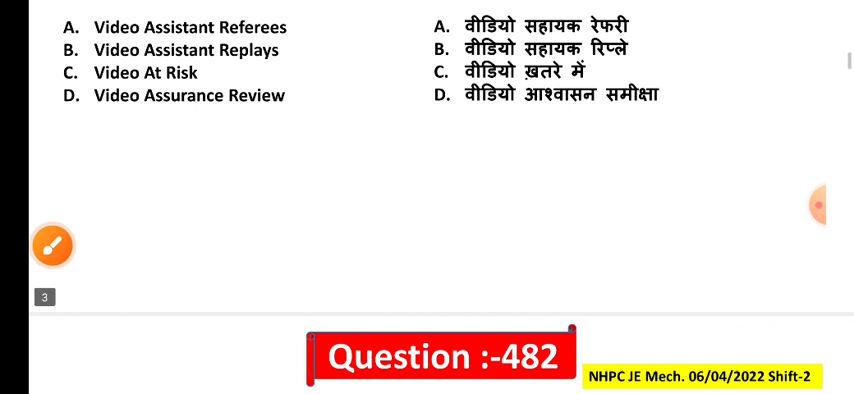 A. Video Assistant Referees
B. Video Assistant Replays
C. Video At Risk
D. Video Assurance Review
A. वीडियो सहायक रेफरी
B. वीडियो सहायक रिप्ले
C. वीडियो ख़तरे में
D. वीडियो आश्वासन समीक्षा
3
Question :-482
NHPC JE Mech. 06/04/2022 Shift-2